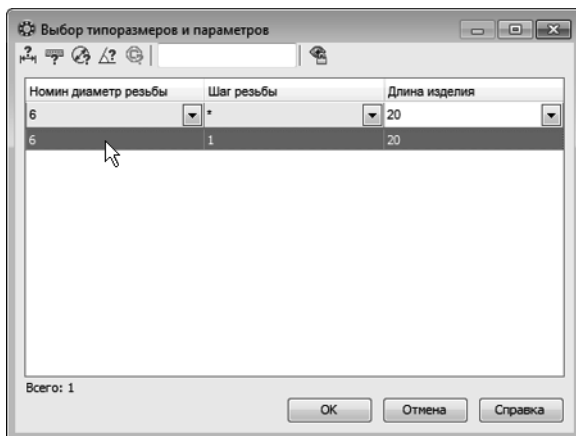 Выбор типоразмеров и параметров
Номин диаметр резьбы Шаг резьбы Длина изделия
6 * 20
6 1 20
Всего: 1
OK Отмена Справка